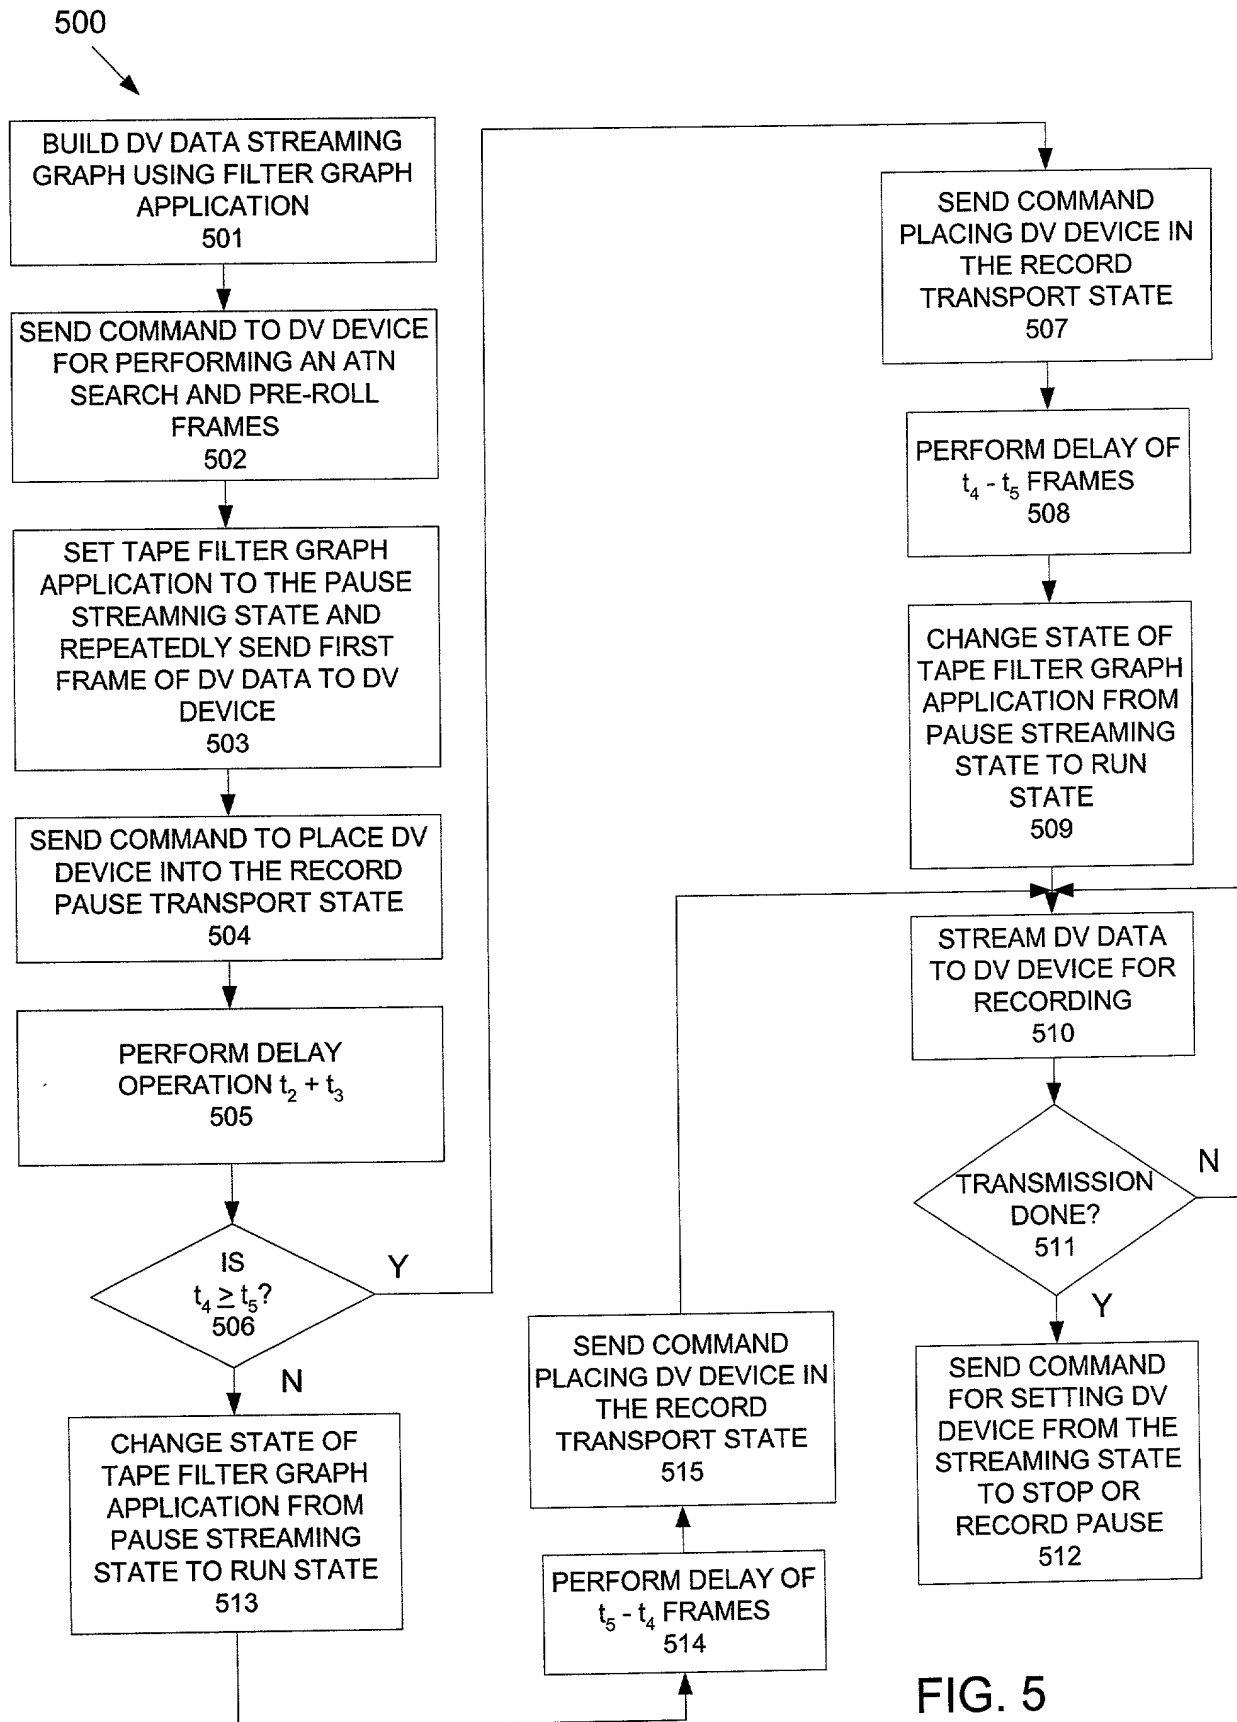 500
BUILD DV DATA STREAMING
GRAPH USING FILTER GRAPH
APPLICATION
501
SEND COMMAND TO DV DEVICE
FOR PERFORMING AN ATN
SEARCH AND PRE-ROLL
FRAMES
502
SET TAPE FILTER GRAPH
APPLICATION TO THE PAUSE
STREAMNIG STATE AND
REPEATEDLY SEND FIRST
FRAME OF DV DATA TO DV
DEVICE
503
SEND COMMAND TO PLACE DV
DEVICE INTO THE RECORD
PAUSE TRANSPORT STATE
504
PERFORM DELAY
OPERATION t₂ + t₃
505
IS
t₄ ≥ t₅?
506
Y
N
SEND COMMAND
PLACING DV DEVICE IN
THE RECORD
TRANSPORT STATE
507
PERFORM DELAY OF
t₄ - t₅ FRAMES
508
CHANGE STATE OF
TAPE FILTER GRAPH
APPLICATION FROM
PAUSE STREAMING
STATE TO RUN
STATE
509
STREAM DV DATA
TO DV DEVICE FOR
RECORDING
510
TRANSMISSION
DONE?
511
N
Y
SEND COMMAND
FOR SETTING DV
DEVICE FROM THE
STREAMING STATE
TO STOP OR
RECORD PAUSE
512
CHANGE STATE OF
TAPE FILTER GRAPH
APPLICATION FROM
PAUSE STREAMING
STATE TO RUN STATE
513
PERFORM DELAY OF
t₅ - t₄ FRAMES
514
SEND COMMAND
PLACING DV DEVICE IN
THE RECORD
TRANSPORT STATE
515
FIG. 5